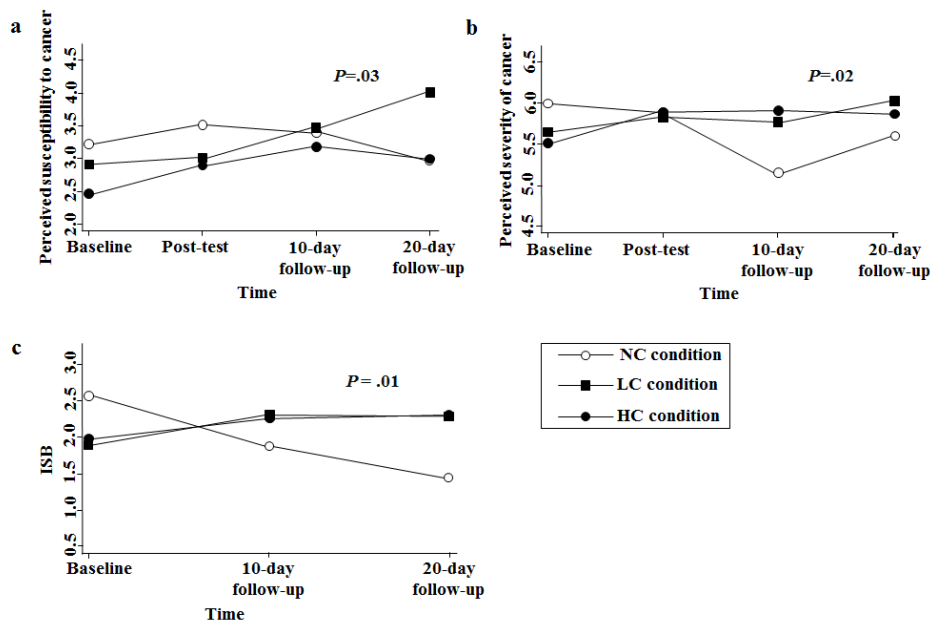 a
Perceived susceptibility to cancer
4.5
4.0
3.5
3.0
2.5
2.0
P=.03
Baseline
Post-test
10-day
follow-up
20-day
follow-up
Time
b
Perceived severity of cancer
6.5
6.0
5.5
5.0
4.5
P=.02
Baseline
Post-test
10-day
follow-up
20-day
follow-up
Time
c
ISB
3.0
2.5
2.0
1.5
1.0
0.5
P = .01
Baseline
10-day
follow-up
20-day
follow-up
Time
NC condition
LC condition
HC condition